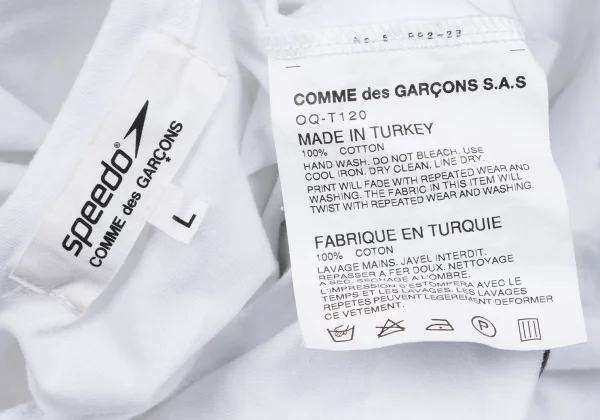 speedo®
COMME des GARÇONS
L
COMME des GARÇONS S.A.S
OQ-T120
MADE IN TURKEY
100% COTTON
HAND WASH. DO NOT BLEACH. USE
COOL IRON. DRY CLEAN. LINE DRY.
PRINT WILL FADE WITH REPEATED WEAR AND
WASHING. THE FABRIC IN THIS ITEM WILL
TWIST WITH REPEATED WEAR AND WASHING.
FABRIQUE EN TURQUIE
100% COTON
LAVAGE MAINS. JAVEL INTERDIT.
REPASSER A FER DOUX. NETTOYAGE
A SEC. SECHAGE A L'OMBRE.
L'IMPRESSION S'ESTOMPERA AVEC LE
TEMPS ET LES LAVAGES. LES LAVAGES
REPETES PEUVENT LEGEREMENT DEFORMER
CE VETEMENT.
P